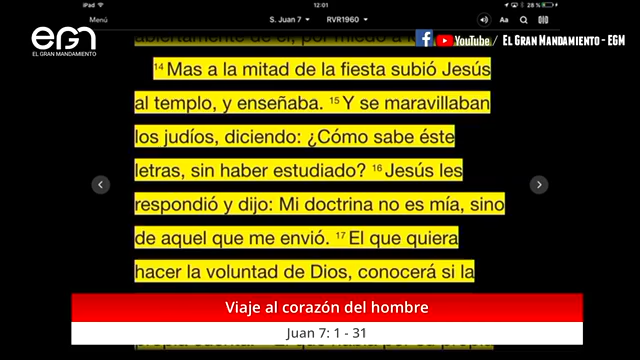 iPad
12:01
28 %
Menú
S. Juan 7
RVR1960
Aa
EGM
EL GRAN MANDAMIENTO
YouTube / El Gran Mandamiento - EGM
14 Mas a la mitad de la fiesta subió Jesús
al templo, y enseñaba. 15 Y se maravillaban
los judíos, diciendo: ¿Cómo sabe éste
letras, sin haber estudiado? 16 Jesús les
respondió y dijo: Mi doctrina no es mía, sino
de aquel que me envió. 17 El que quiera
hacer la voluntad de Dios, conocerá si la
Viaje al corazón del hombre
Juan 7: 1 - 31